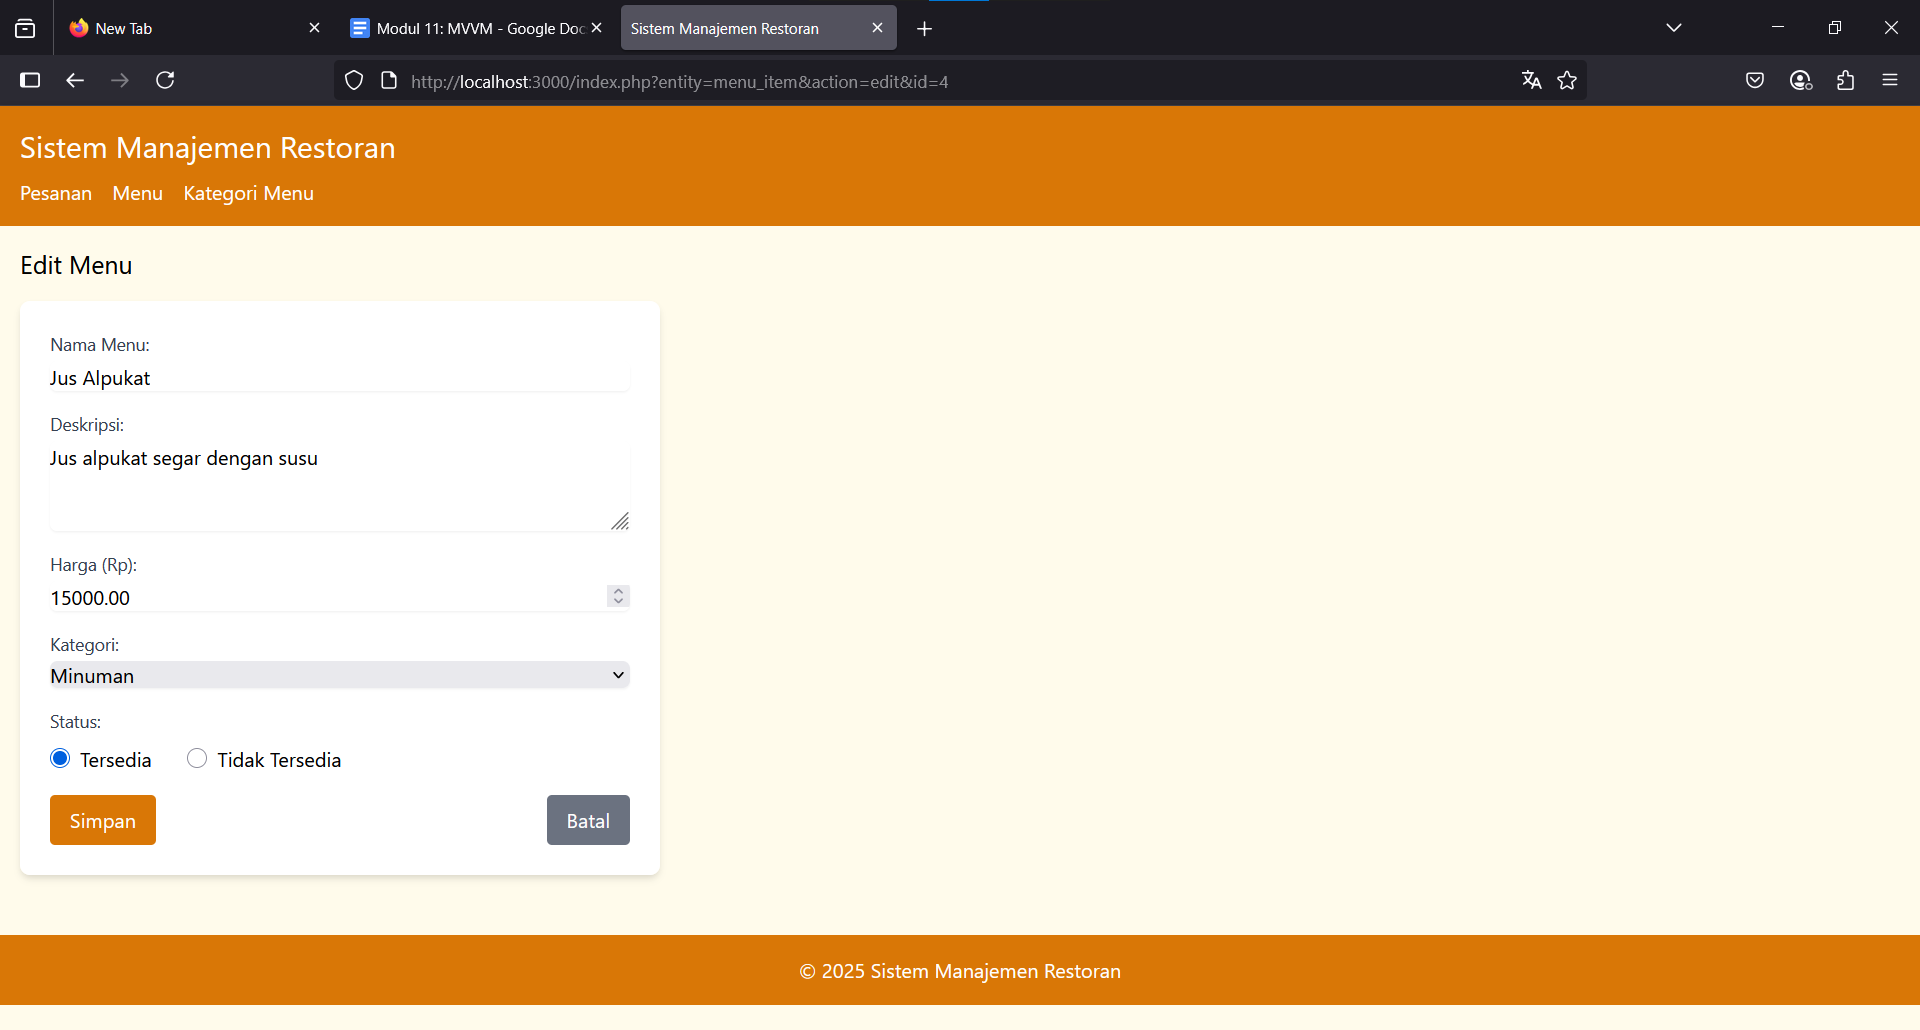 New Tab
Modul 11: MVVM - Google Doc
Sistem Manajemen Restoran
http://localhost:3000/index.php?entity=menu_item&action=edit&id=4
Sistem Manajemen Restoran
Pesanan Menu Kategori Menu
Edit Menu
Nama Menu:
Jus Alpukat
Deskripsi:
Jus alpukat segar dengan susu
Harga (Rp):
15000.00
Kategori:
Minuman
Status:
Tersedia Tidak Tersedia
Simpan Batal
© 2025 Sistem Manajemen Restoran